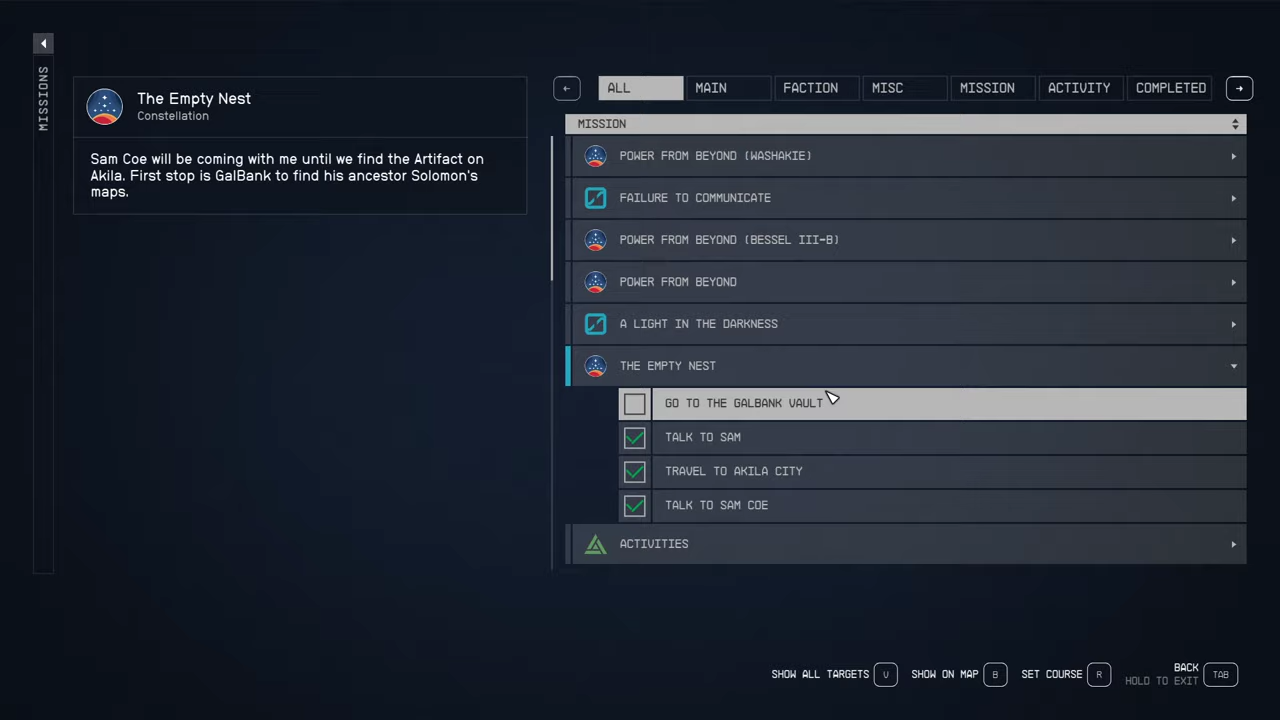 MISSIONS
The Empty Nest
Constellation
Sam Coe will be coming with me until we find the Artifact on
Akila. First stop is GalBank to find his ancestor Solomon's
maps.
ALL MAIN FACTION MISC MISSION ACTIVITY COMPLETED
MISSION
POWER FROM BEYOND (WASHAKIE)
FAILURE TO COMMUNICATE
POWER FROM BEYOND (BESSEL III-B)
POWER FROM BEYOND
A LIGHT IN THE DARKNESS
THE EMPTY NEST
GO TO THE GALBANK VAULT
TALK TO SAM
TRAVEL TO AKILA CITY
TALK TO SAM COE
ACTIVITIES
SHOW ALL TARGETS V SHOW ON MAP B SET COURSE R BACK TAB
HOLD TO EXIT